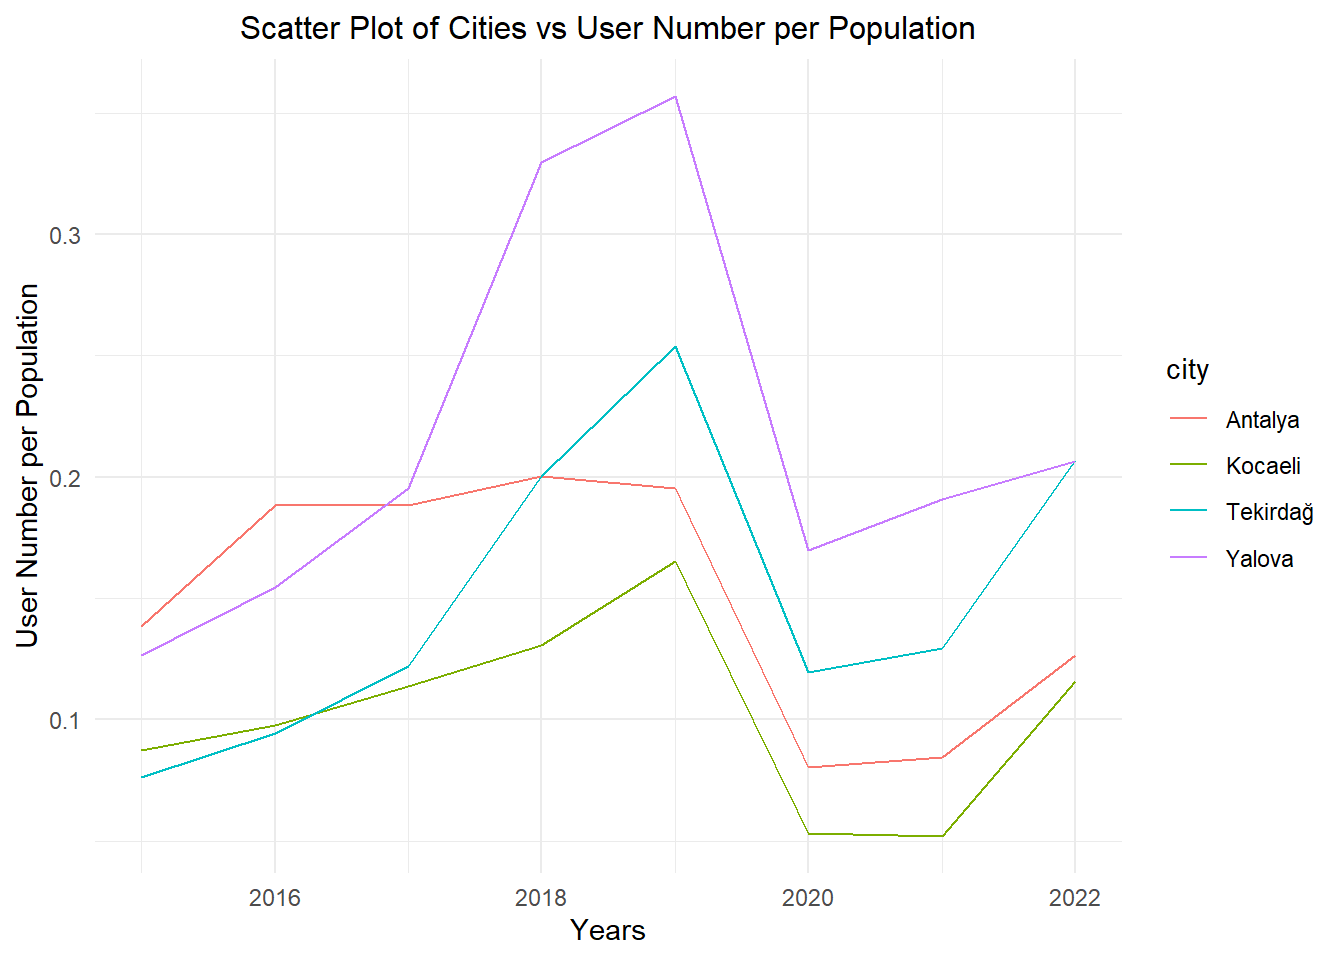 Scatter Plot of Cities vs User Number per Population
User Number per Population
0.3
0.2
0.1
2016
2018
2020
2022
Years
city
Antalya
Kocaeli
Tekirdağ
Yalova